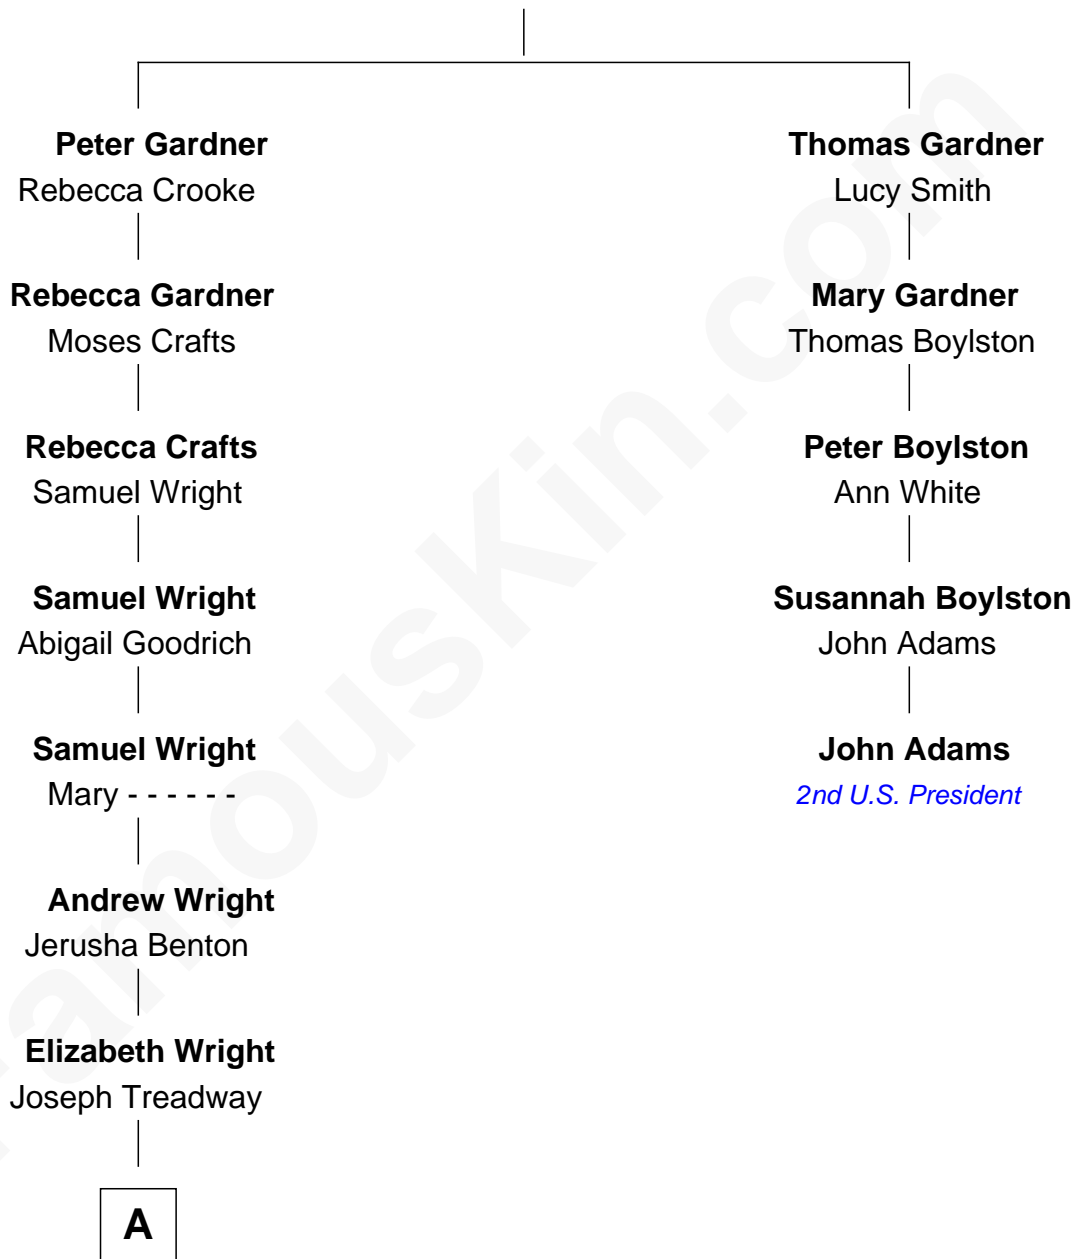 Peter Gardner
Rebecca Crooke
Rebecca Gardner
Moses Crafts
Rebecca Crafts
Samuel Wright
Samuel Wright
Abigail Goodrich
Samuel Wright
Mary - - - - - -
Andrew Wright
Jerusha Benton
Elizabeth Wright
Joseph Treadway
A
Thomas Gardner
Lucy Smith
Mary Gardner
Thomas Boylston
Peter Boylston
Ann White
Susannah Boylston
John Adams
John Adams
2nd U.S. President
FamousKin.com